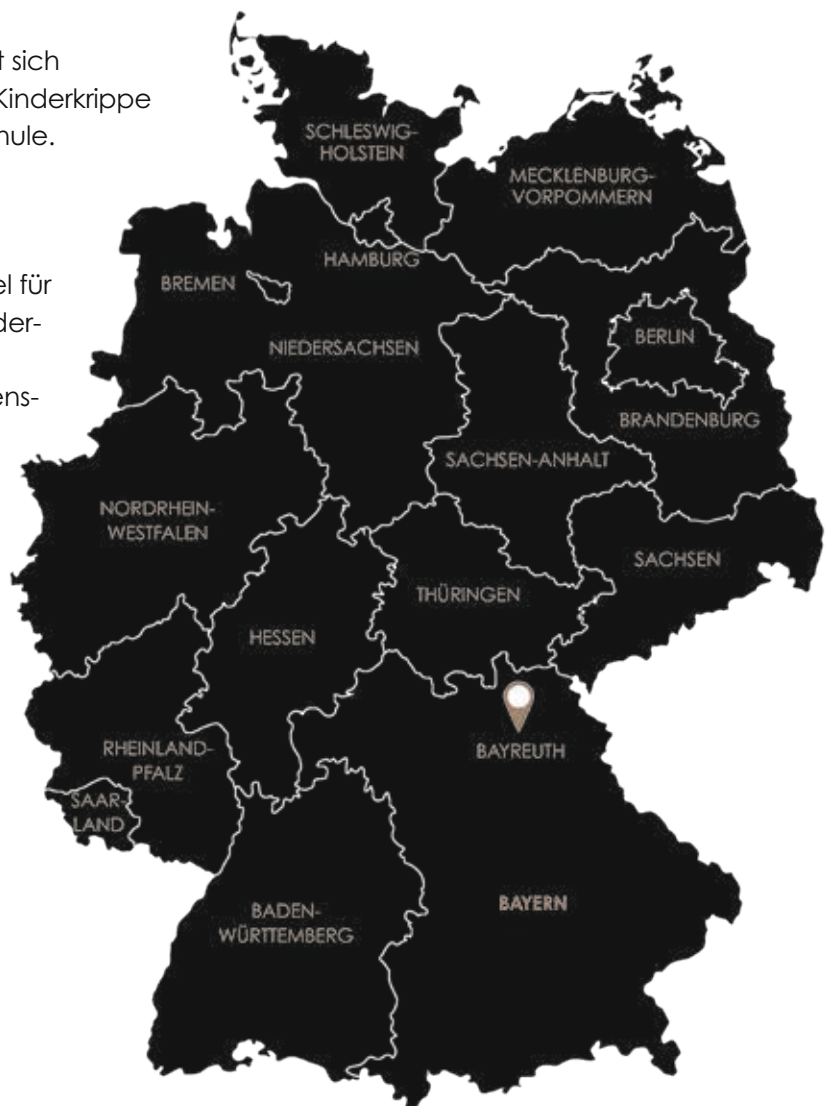 t sich
Kinderkrippe
hule.
el für
der-
ens-
SCHLESWIG-
HOLSTEIN
MECKLENBURG-
VORPOMMERN
HAMBURG
BREMEN
NIEDERSACHSEN
BERLIN
BRANDENBURG
SACHSEN-ANHALT
NORDRHEIN-
WESTFALEN
SACHSEN
THÜRINGEN
HESSEN
BAYREUTH
RHEINLAND-
PFALZ
SAAR-
LAND
BAYERN
BADEN-
WÜRTTEMBERG